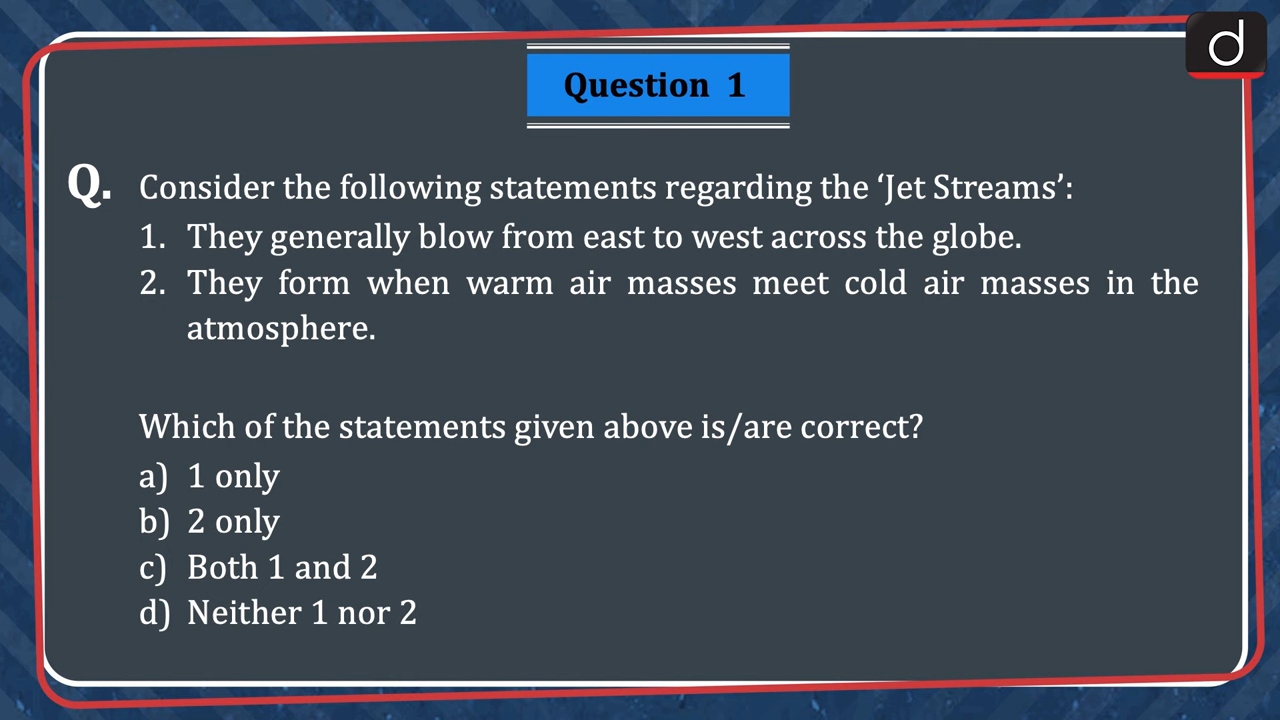 d
Question 1
Q. Consider the following statements regarding the ‘Jet Streams’:
1. They generally blow from east to west across the globe.
2. They form when warm air masses meet cold air masses in the
atmosphere.
Which of the statements given above is/are correct?
a) 1 only
b) 2 only
c) Both 1 and 2
d) Neither 1 nor 2